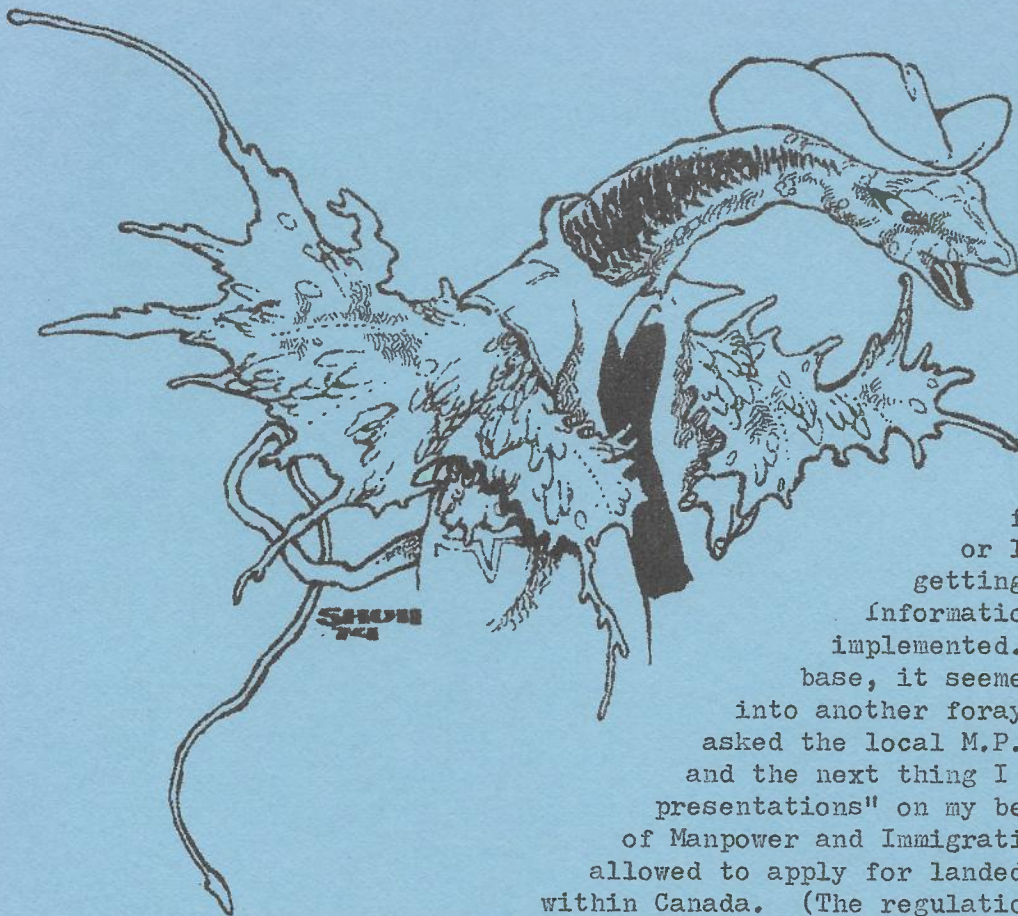 f
or I
getting
Informatio
implemented.
base, it seeme
into another foray
asked the local M.P.
and the next thing I
presentations" on my be
of Manpower and Immigrati
allowed to apply for landed
within Canada. (The regulatio